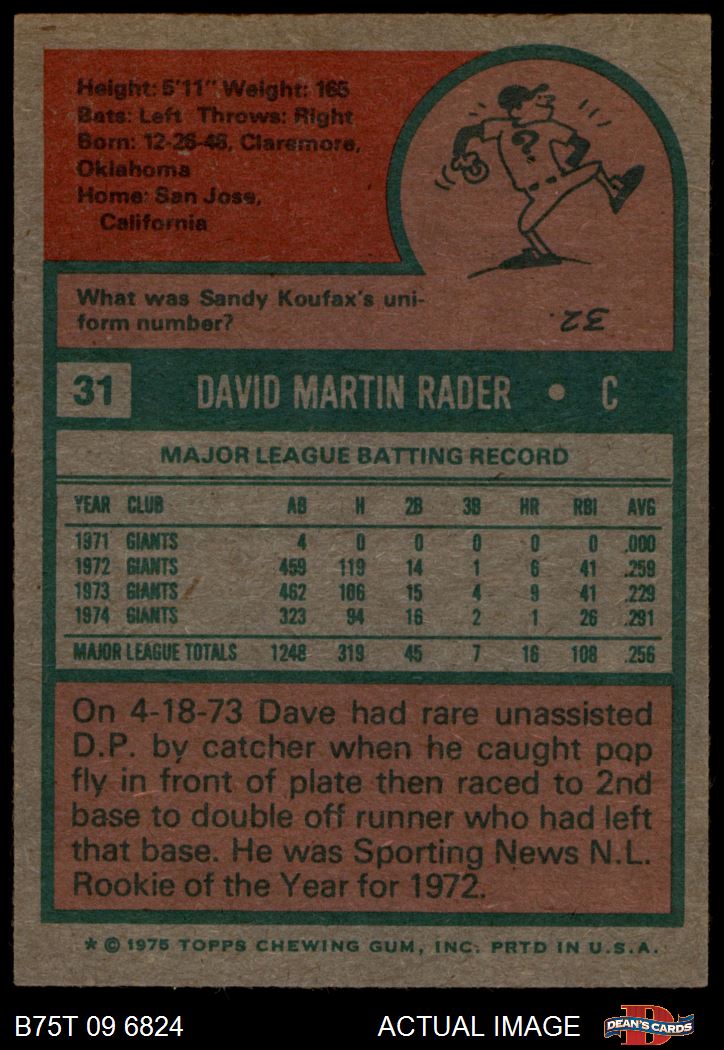 Height: 5'11" Weight: 165
Bats: Left Throws: Right
Born: 12-26-48, Claremore,
Oklahoma
Home: San Jose,
California
?
What was Sandy Koufax's uni-
form number?
32.
31 DAVID MARTIN RADER • C
MAJOR LEAGUE BATTING RECORD
YEAR CLUB AB H 2B 3B HR RBI AVG
1971 GIANTS 4 0 0 0 0 0 .000
1972 GIANTS 459 119 14 1 6 41 .259
1973 GIANTS 462 106 15 4 9 41 .229
1974 GIANTS 323 94 16 2 1 26 .291
MAJOR LEAGUE TOTALS 1248 319 45 7 16 108 .256
On 4-18-73 Dave had rare unassisted
D.P. by catcher when he caught pop
fly in front of plate then raced to 2nd
base to double off runner who had left
that base. He was Sporting News N.L.
Rookie of the Year for 1972.
* © 1975 TOPPS CHEWING GUM, INC. PRTD IN U.S.A.
B75T 09 6824 ACTUAL IMAGE D DEAN'S CARDS